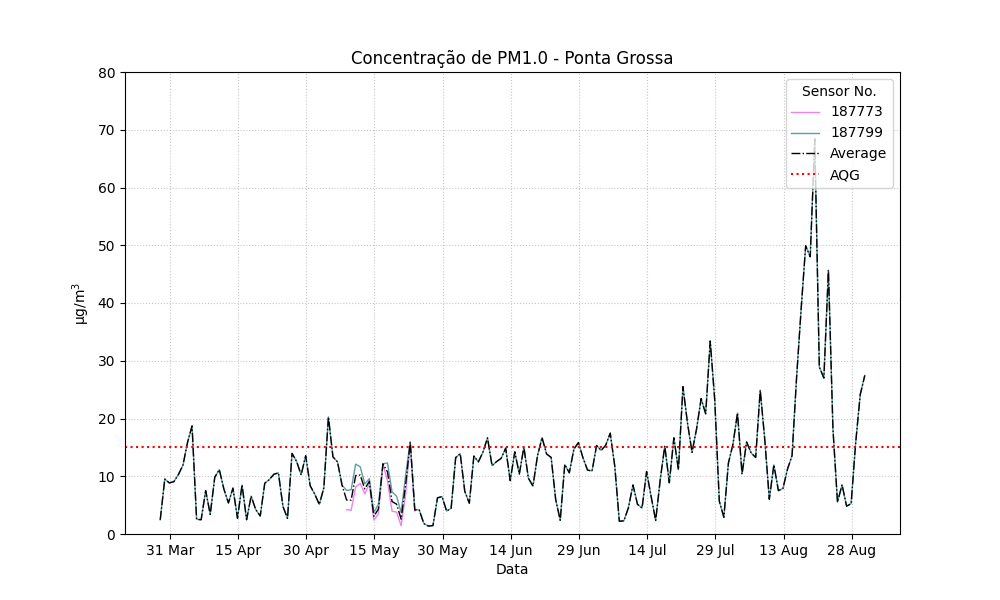 Concentração de PM1.0 - Ponta Grossa
80
70
60
50
40
30
20
10
0
µg/m³
Sensor No.
187773
187799
Average
AQG
31 Mar
15 Apr
30 Apr
15 May
30 May
14 Jun
29 Jun
14 Jul
29 Jul
13 Aug
28 Aug
Data